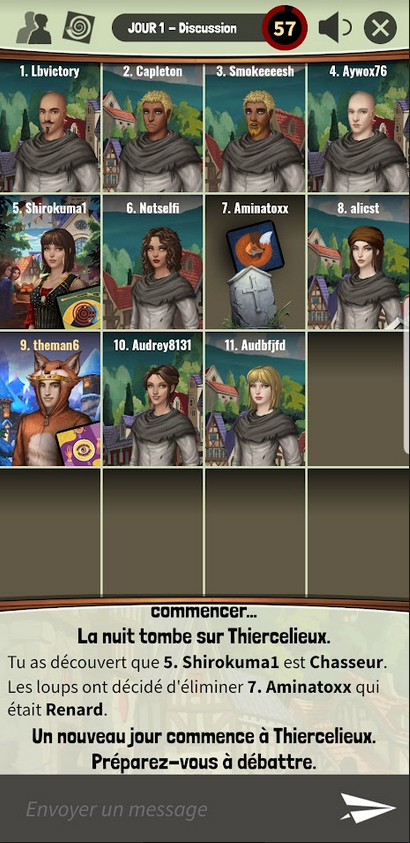 JOUR 1 - Discussion
57
1. Lbvictory
2. Capleton
3. Smokeeeesh
4. Aywox76
5. Shirokuma1
6. Notselfi
7. Aminatoxx
8. alicst
9. theman6
10. Audrey8131
11. Audbfjfd
commencer...
La nuit tombe sur Thiercelieux.
Tu as découvert que 5. Shirokuma1 est Chasseur.
Les loups ont décidé d'éliminer 7. Aminatoxx qui
était Renard.
Un nouveau jour commence à Thiercelieux.
Préparez-vous à débattre.
Envoyer un message